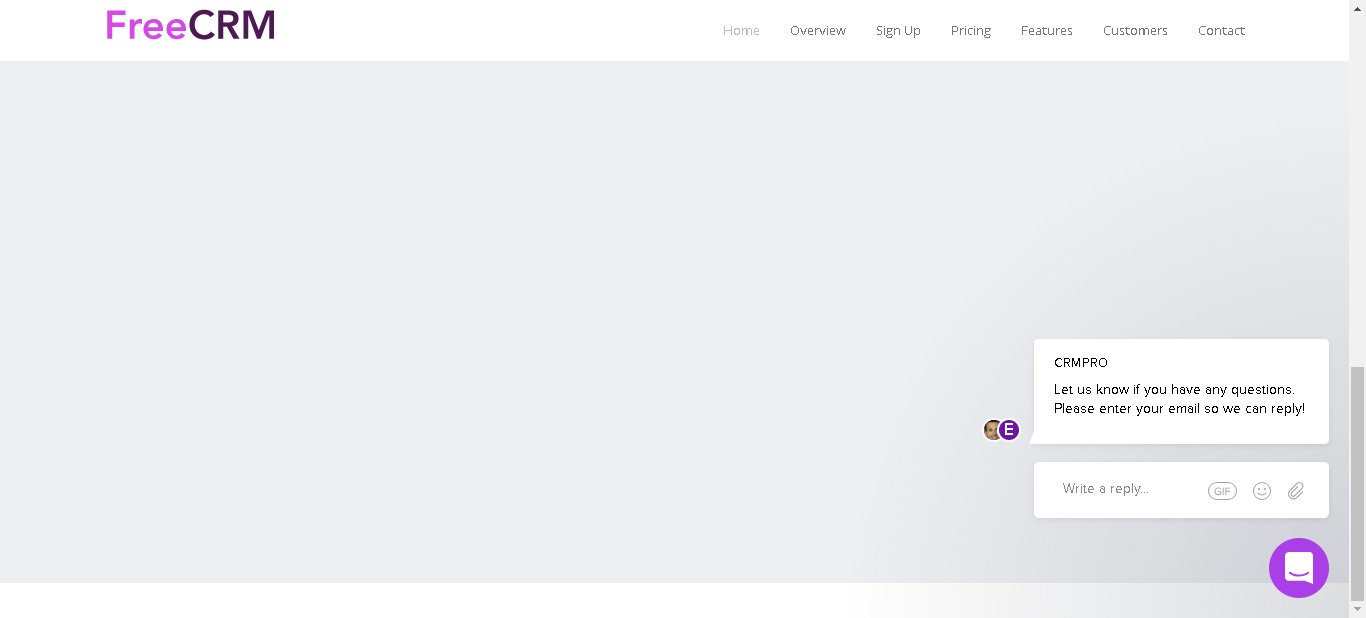 FreeCRM
Home Overview Sign Up Pricing Features Customers Contact
CRMPRO
Let us know if you have any questions.
Please enter your email so we can reply!
E
Write a reply...
GIF